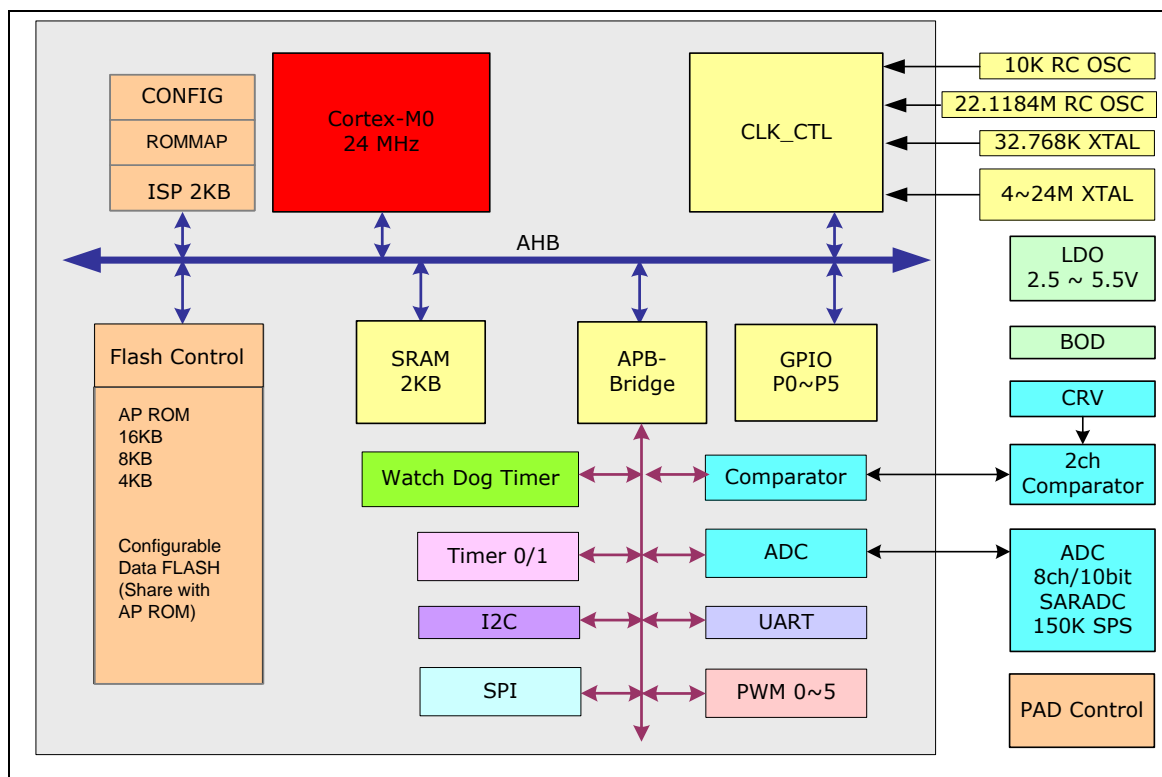 CONFIG
ROMMAP
ISP 2KB
Cortex-M0
24 MHz
CLK_CTL
10K RC OSC
22.1184M RC OSC
32.768K XTAL
4~24M XTAL
AHB
LDO
2.5 ~ 5.5V
BOD
Flash Control
AP ROM
16KB
8KB
4KB
Configurable
Data FLASH
(Share with
AP ROM)
SRAM
2KB
APB-
Bridge
GPIO
P0~P5
CRV
2ch
Comparator
Watch Dog Timer
Comparator
Timer 0/1
ADC
ADC
8ch/10bit
SARADC
150K SPS
I2C
UART
SPI
PWM 0~5
PAD Control